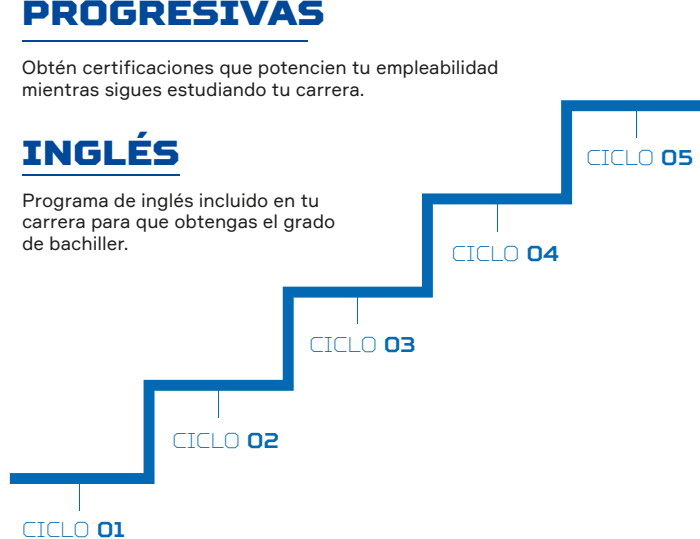 PROGRESIVAS
Obtén certificaciones que potencien tu empleabilidad
mientras sigues estudiando tu carrera.
INGLÉS
Programa de inglés incluido en tu
carrera para que obtengas el grado
de bachiller.
CICLO 05
CICLO 04
CICLO 03
CICLO 02
CICLO 01